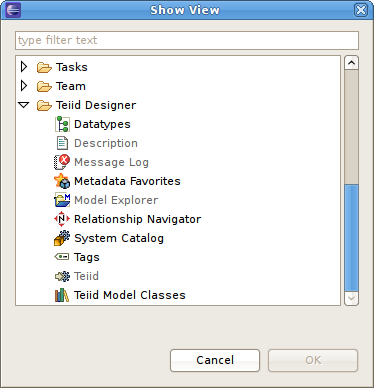 Show View
type filter text
Tasks
Team
Teiid Designer
Datatypes
Description
Message Log
Metadata Favorites
Model Explorer
Relationship Navigator
System Catalog
Tags
Teiid
Teiid Model Classes
Cancel
OK